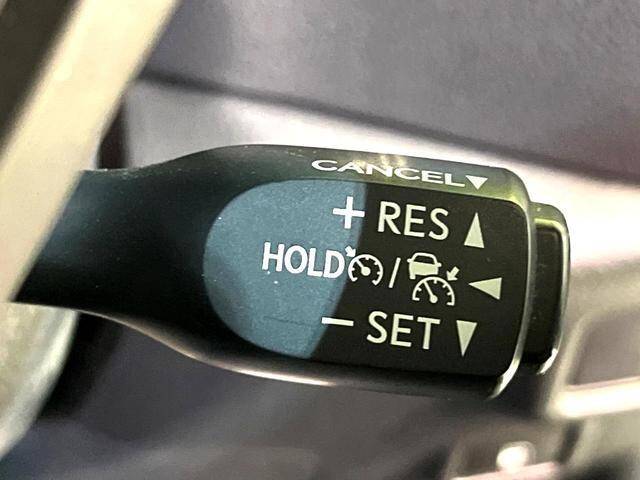 CANCEL▼
+ RES ▲
HOLD / ◀
− SET ▼